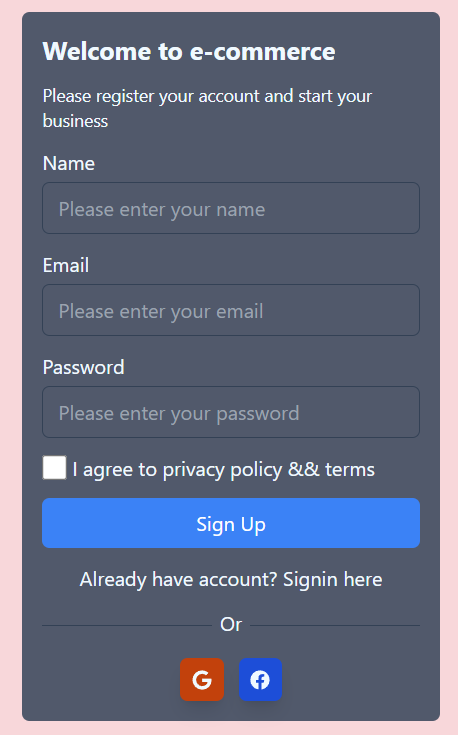 Welcome to e-commerce
Please register your account and start your
business
Name
Please enter your name
Email
Please enter your email
Password
Please enter your password
I agree to privacy policy && terms
Sign Up
Already have account? Signin here
Or